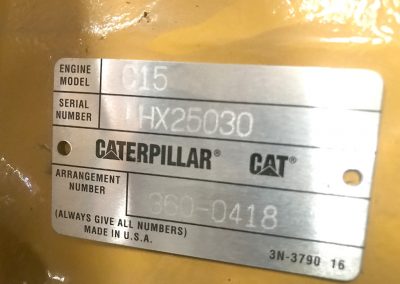 ENGINE MODEL C15
SERIAL NUMBER HX25030
CATERPILLAR® CAT®
ARRANGEMENT NUMBER 360-0418
(ALWAYS GIVE ALL NUMBERS)
MADE IN U.S.A.
3N-3790 16